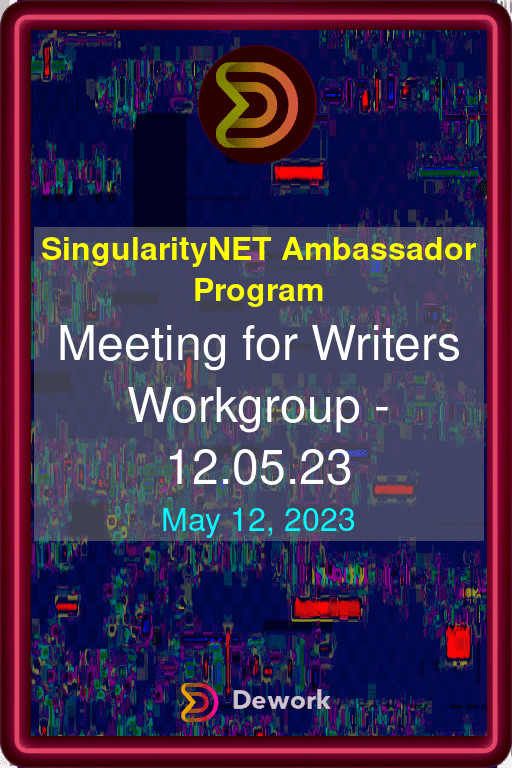 SingularityNET Ambassador
Program
Meeting for Writers
Workgroup -
12.05.23
May 12, 2023
Dework